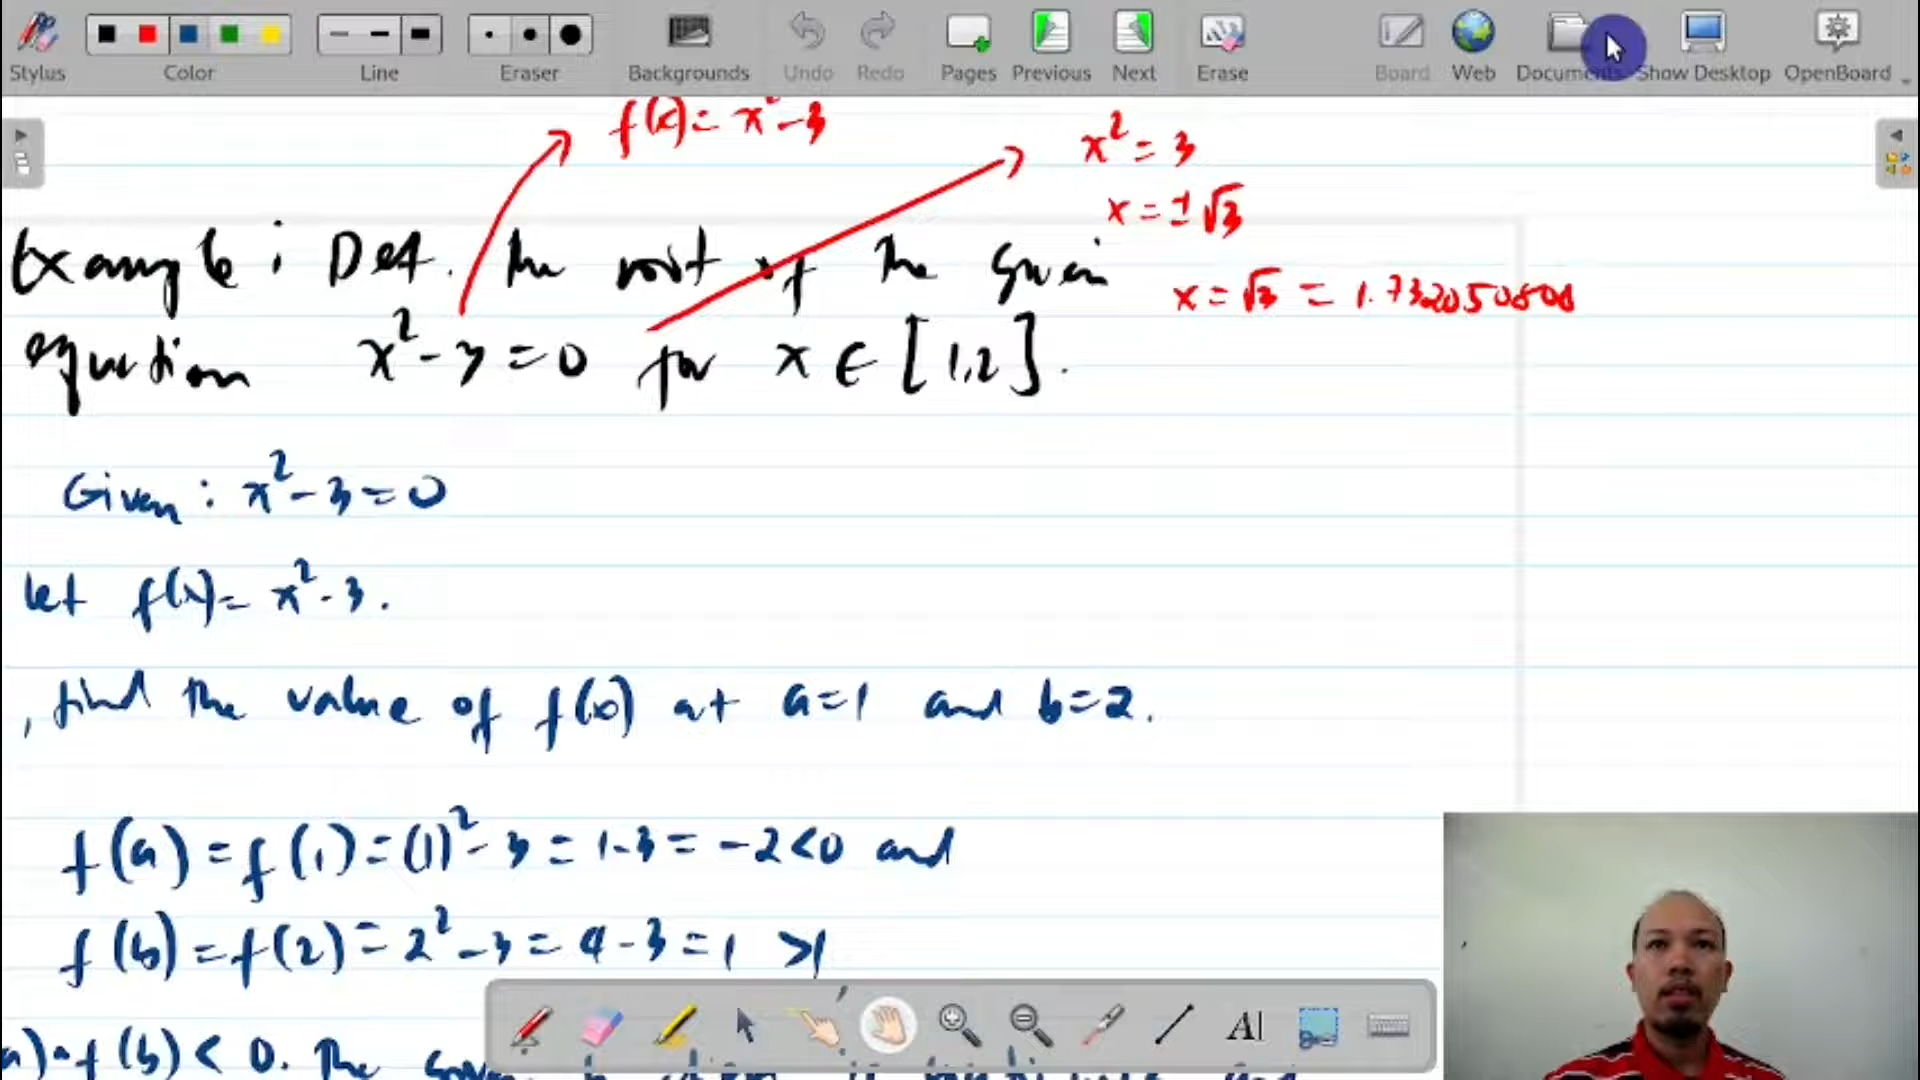 Stylus Color Line Eraser Backgrounds Undo Redo Pages Previous Next Erase Board Web Documents Show Desktop OpenBoard
f(x) = x² - 3
x² = 3
x = ± √3
x = √3 = 1.732050808
Example : Det. the root of the given
equation x² - 3 = 0 for x ∈ [1,2].
Given : x² - 3 = 0
let f(x) = x² - 3.
, find the value of f(x) at a=1 and b=2.
f(a) = f(1) = (1)² - 3 = 1-3 = -2 < 0 and
f(b) = f(2) = 2² - 3 = 4 - 3 = 1 > 1
a) · f(b) < 0. The
AI